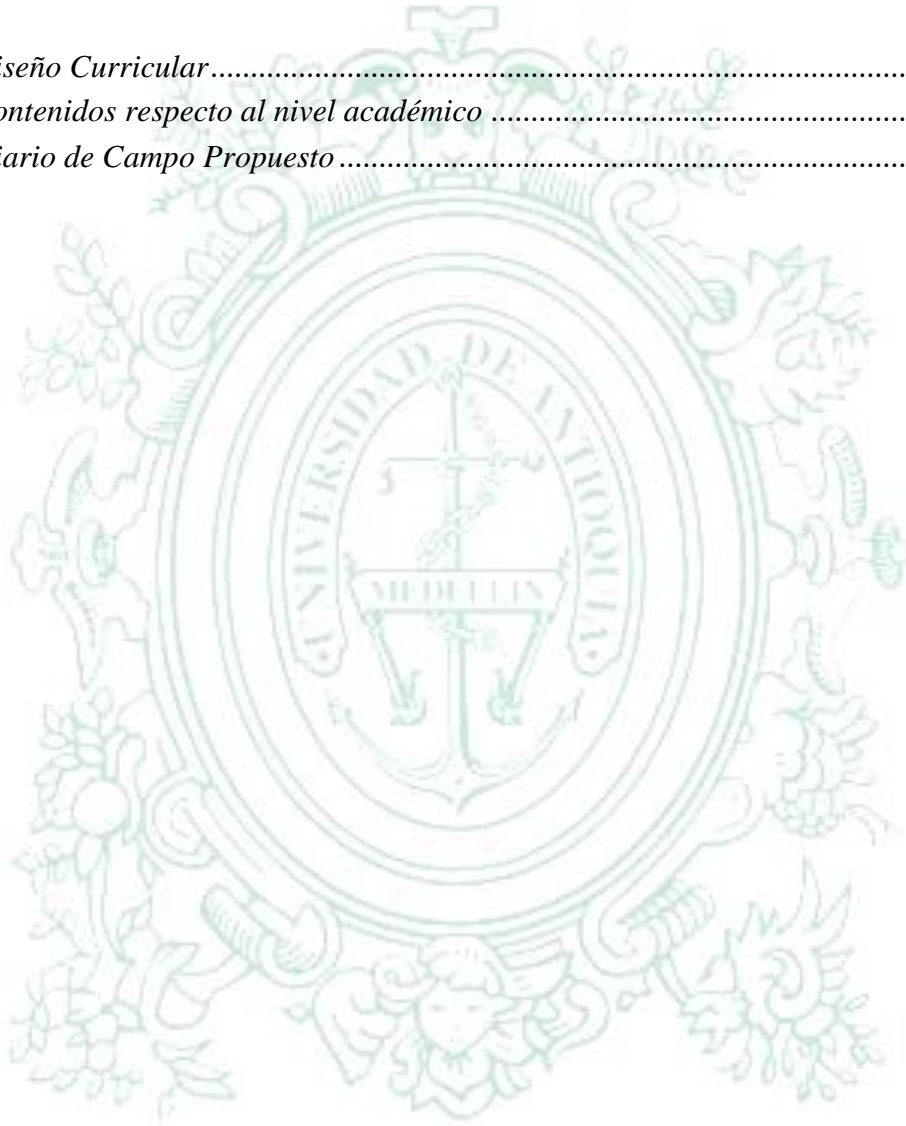 iseño Curricular....................................................................................
ontenidos respecto al nivel académico ....................................................
iario de Campo Propuesto.......................................................................
UNIVERSIDAD DE ANTIOQUIA
MEDELLIN